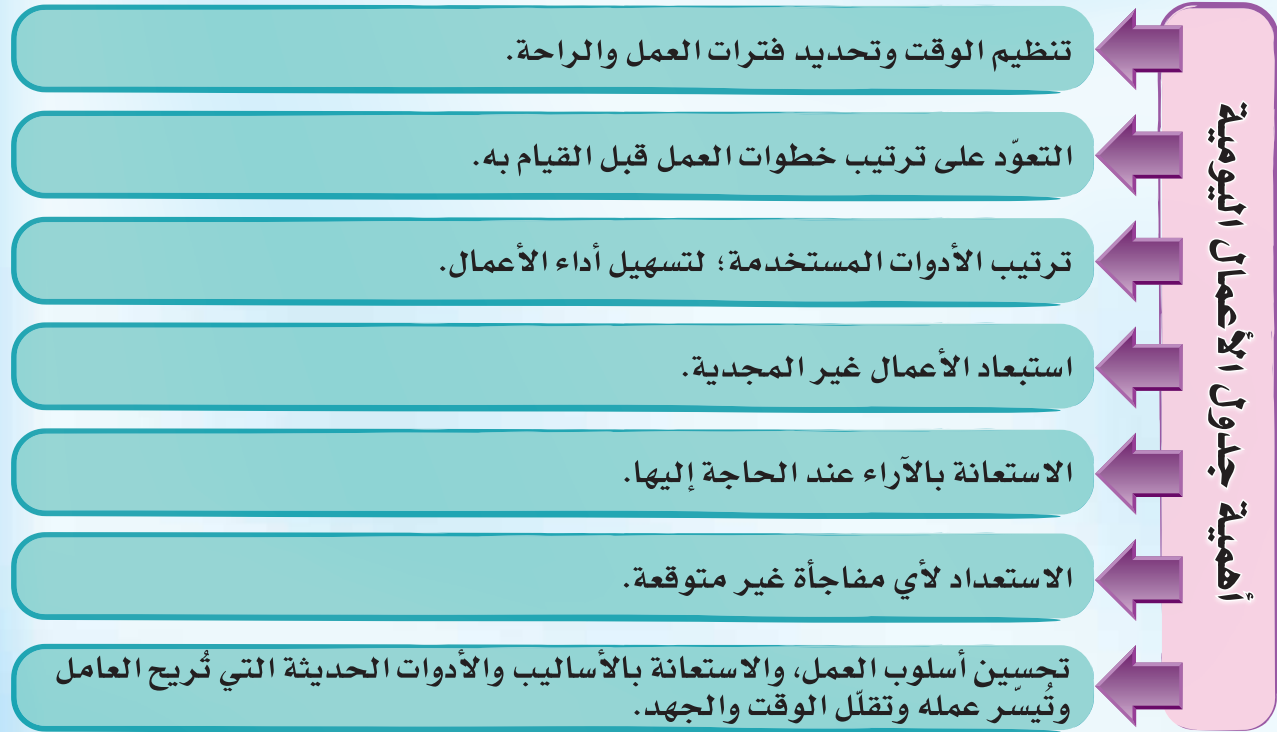 أهمية جدول الأعمال اليومية
تنظيم الوقت وتحديد فترات العمل والراحة.
التعوّد على ترتيب خطوات العمل قبل القيام به.
ترتيب الأدوات المستخدمة؛ لتسهيل أداء الأعمال.
استبعاد الأعمال غير المجدية.
الاستعانة بالآراء عند الحاجة إليها.
الاستعداد لأي مفاجأة غير متوقعة.
تحسين أسلوب العمل، والاستعانة بالأساليب والأدوات الحديثة التي تُريح العامل
وتُيسّر عمله وتقلّل الوقت والجهد.